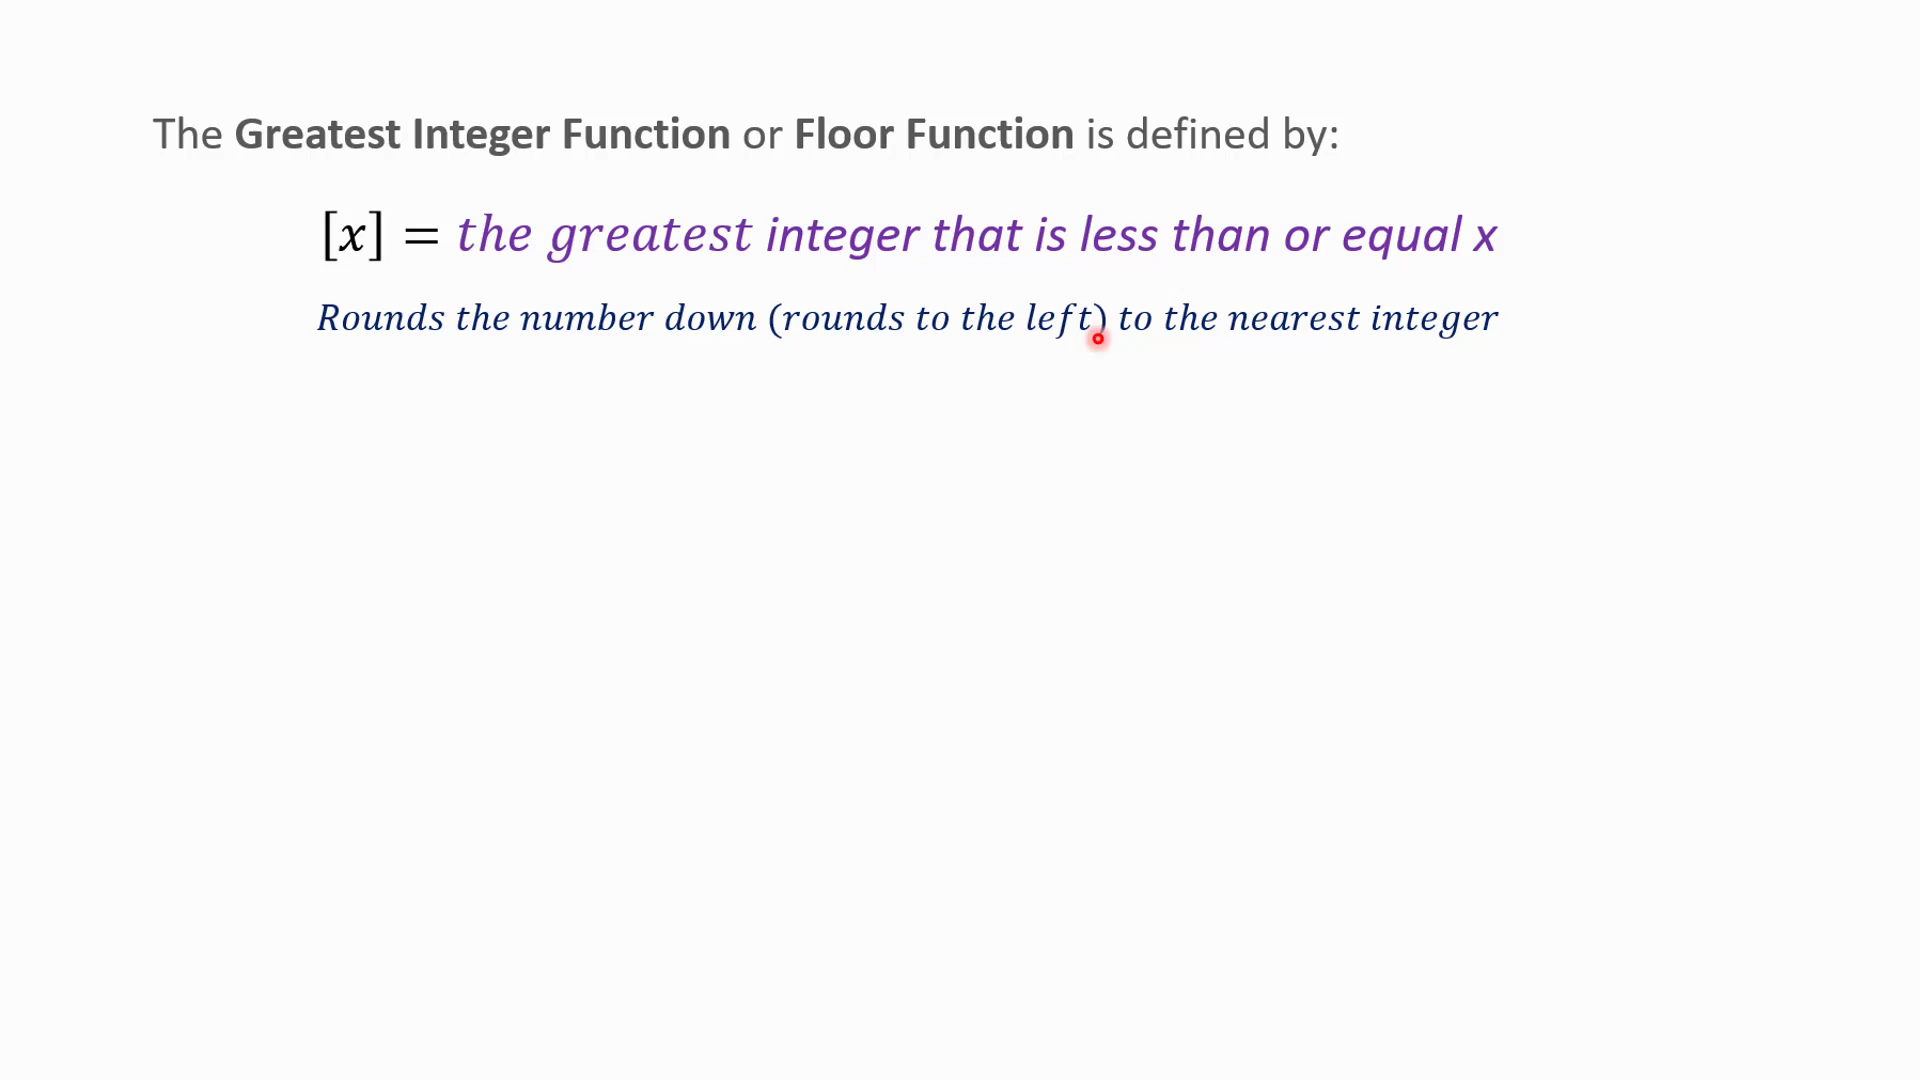 The Greatest Integer Function or Floor Function is defined by:
[x] = the greatest integer that is less than or equal x
Rounds the number down (rounds to the left) to the nearest integer